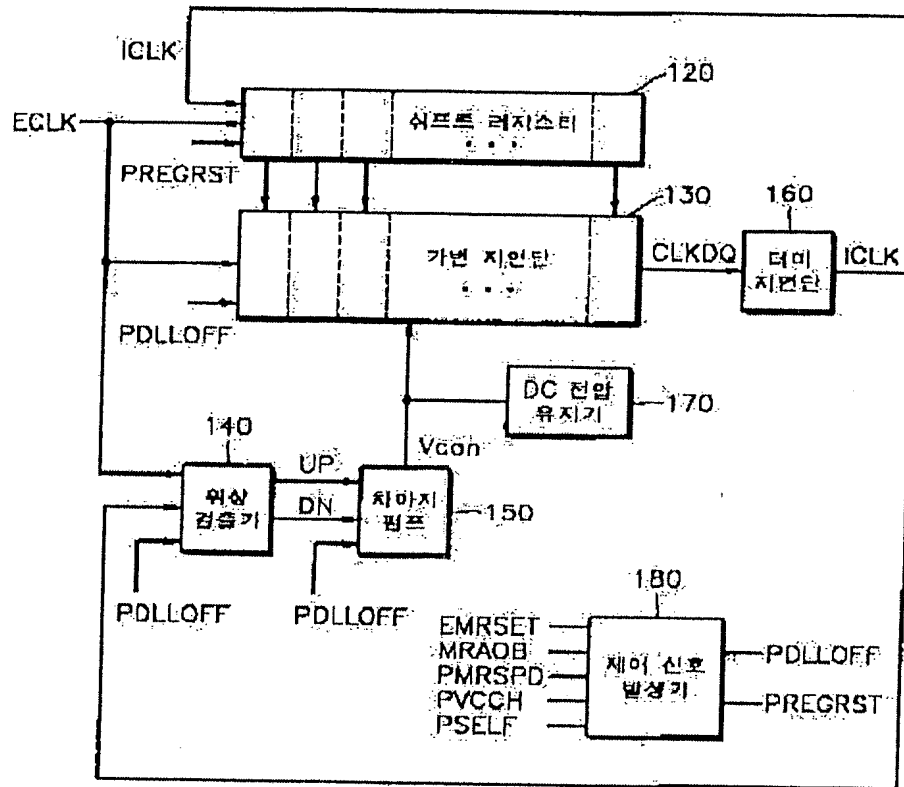 ICLK
120
ECLK
쉬프트 레지스터
PREGRST
130
160
가변 지연단
CLKDQ
더미
지연단
ICLK
PDLLOFF
DC 전압
유지기
170
140
Vcon
UP
위상
검출기
DN
차아지
펌프
150
PDLLOFF
PDLLOFF
180
EMRSET
MRAOB
PMRSPD
PVCCH
PSELF
제어 신호
발생기
PDLLOFF
PREGRST